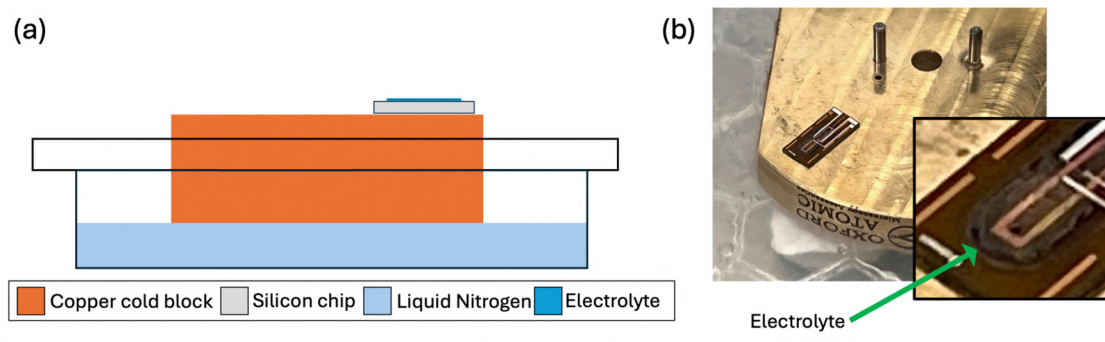 (a)
(b)
Copper cold block
Silicon chip
Liquid Nitrogen
Electrolyte
OXFORD
ATOMIC
Electrolyte